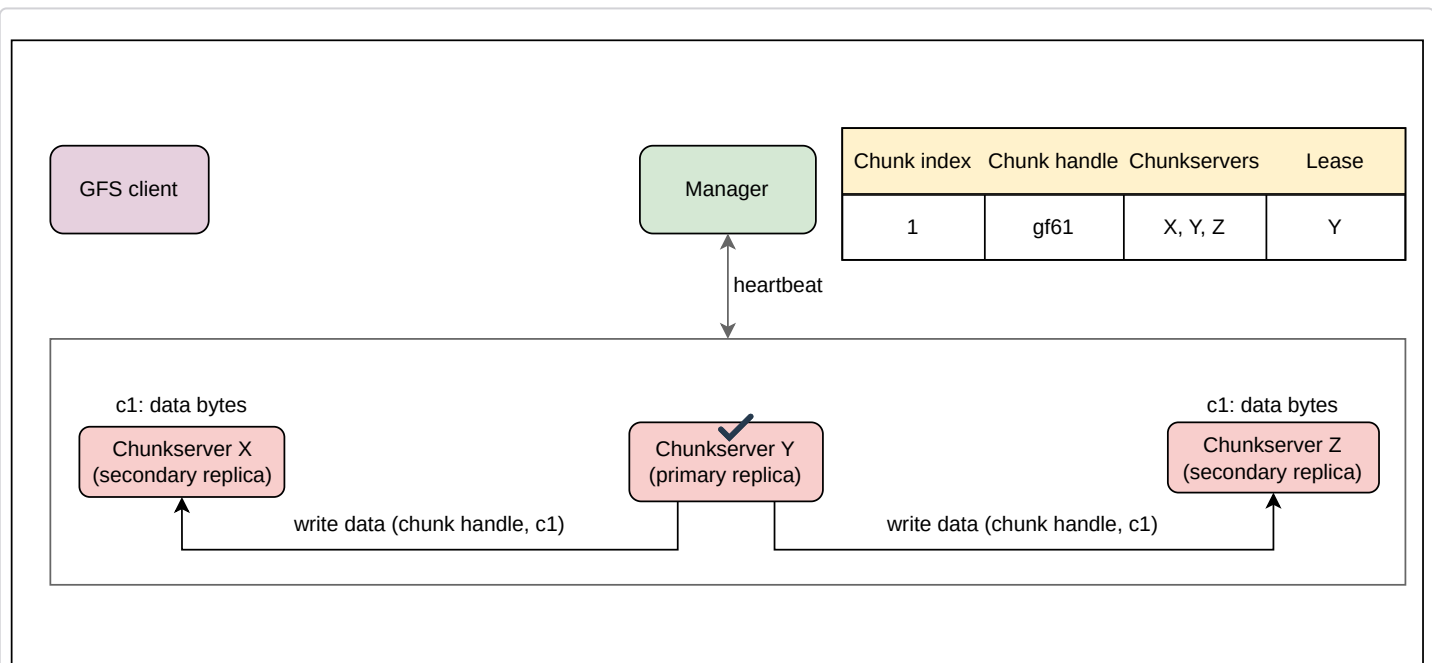 GFS client
Manager
Chunk index Chunk handle Chunkservers Lease
1 gf61 X, Y, Z Y
heartbeat
c1: data bytes
Chunkserver X
(secondary replica)
Chunkserver Y
(primary replica)
c1: data bytes
Chunkserver Z
(secondary replica)
write data (chunk handle, c1)
write data (chunk handle, c1)